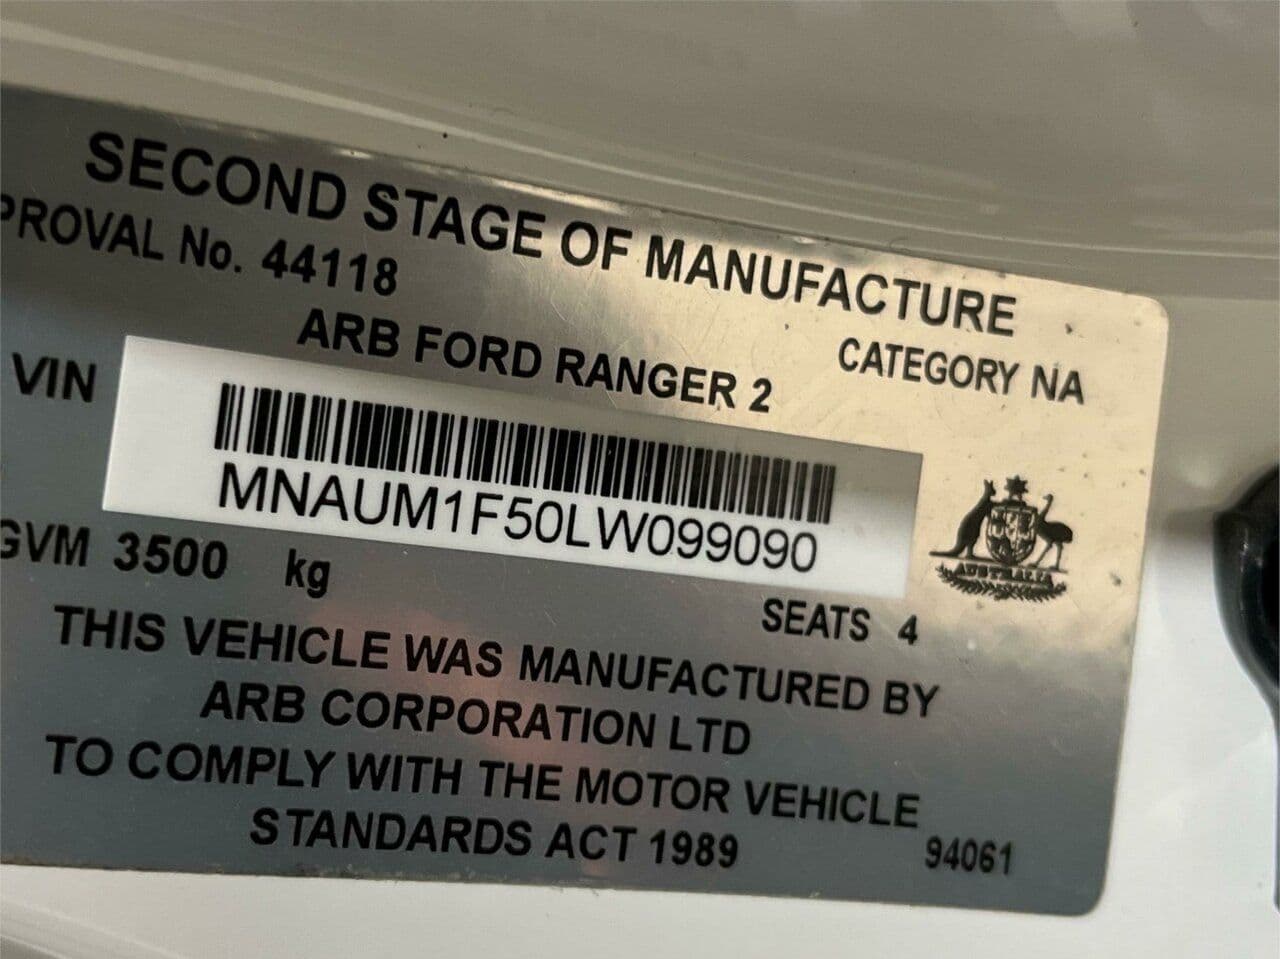 SECOND STAGE OF MANUFACTURE
PROVAL No. 44118
CATEGORY NA
ARB FORD RANGER 2
VIN
MNAUM1F50LW099090
AUSTRALIA
GVM 3500 kg
SEATS 4
THIS VEHICLE WAS MANUFACTURED BY
ARB CORPORATION LTD
TO COMPLY WITH THE MOTOR VEHICLE
STANDARDS ACT 1989
94061